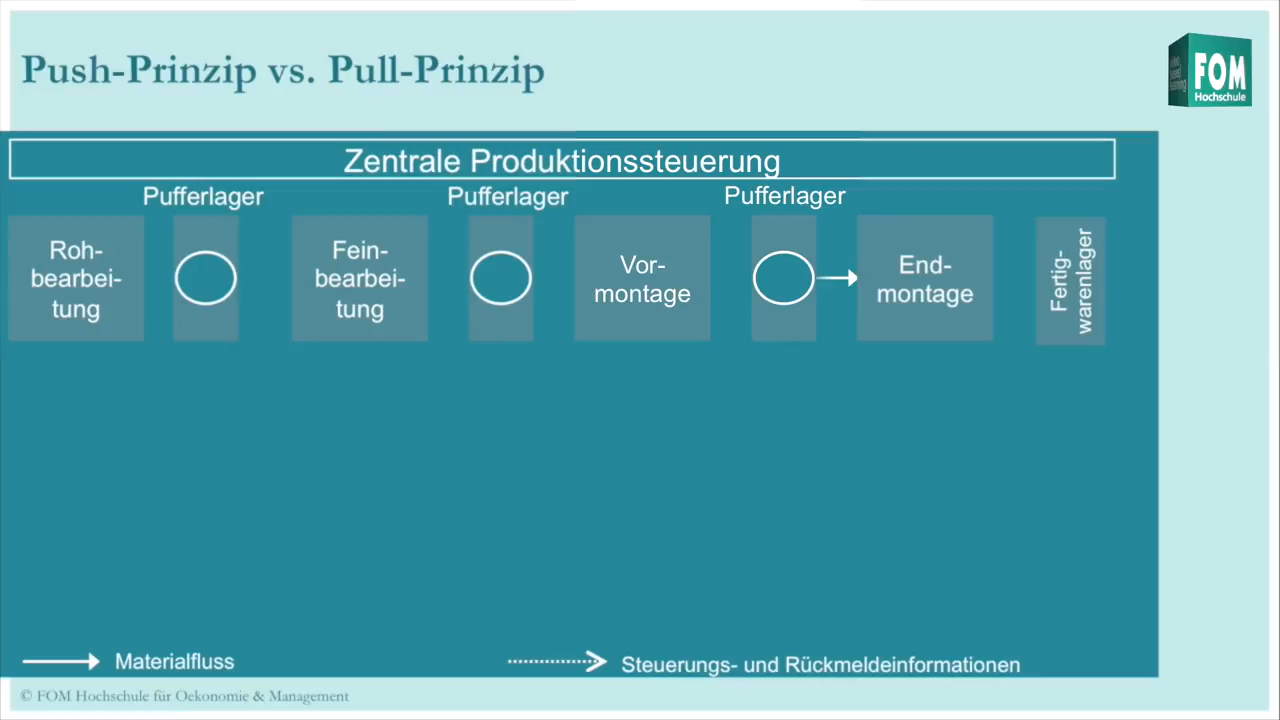 Push-Prinzip vs. Pull-Prinzip
FOM
Hochschule
Zentrale Produktionssteuerung
Pufferlager
Pufferlager
Pufferlager
Roh-
bearbei-
tung
Fein-
bearbei-
tung
Vor-
montage
End-
montage
Fertig-
warenlager
Materialfluss
Steuerungs- und Rückmeldeinformationen
© FOM Hochschule für Oekonomie & Management